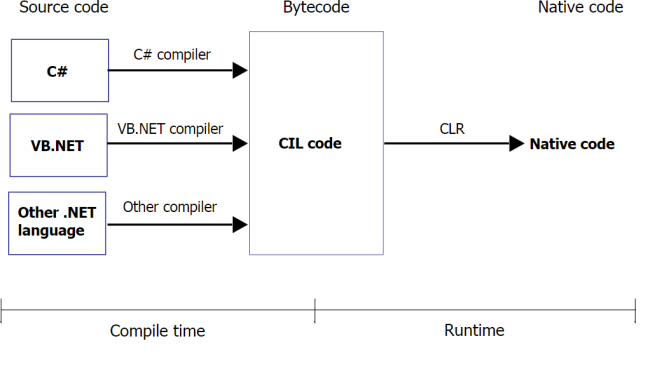 Source code
Bytecode
Native code
C#
C# compiler
VB.NET
VB.NET compiler
Other .NET
language
Other compiler
CIL code
CLR
Native code
Compile time
Runtime